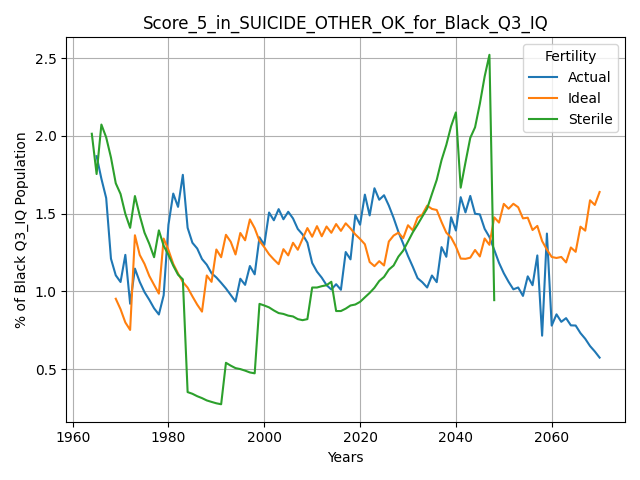 Score_5_in_SUICIDE_OTHER_OK_for_Black_Q3_IQ
% of Black Q3_IQ Population
2.5
2.0
1.5
1.0
0.5
Fertility
Actual
Ideal
Sterile
1960 1980 2000 2020 2040 2060
Years